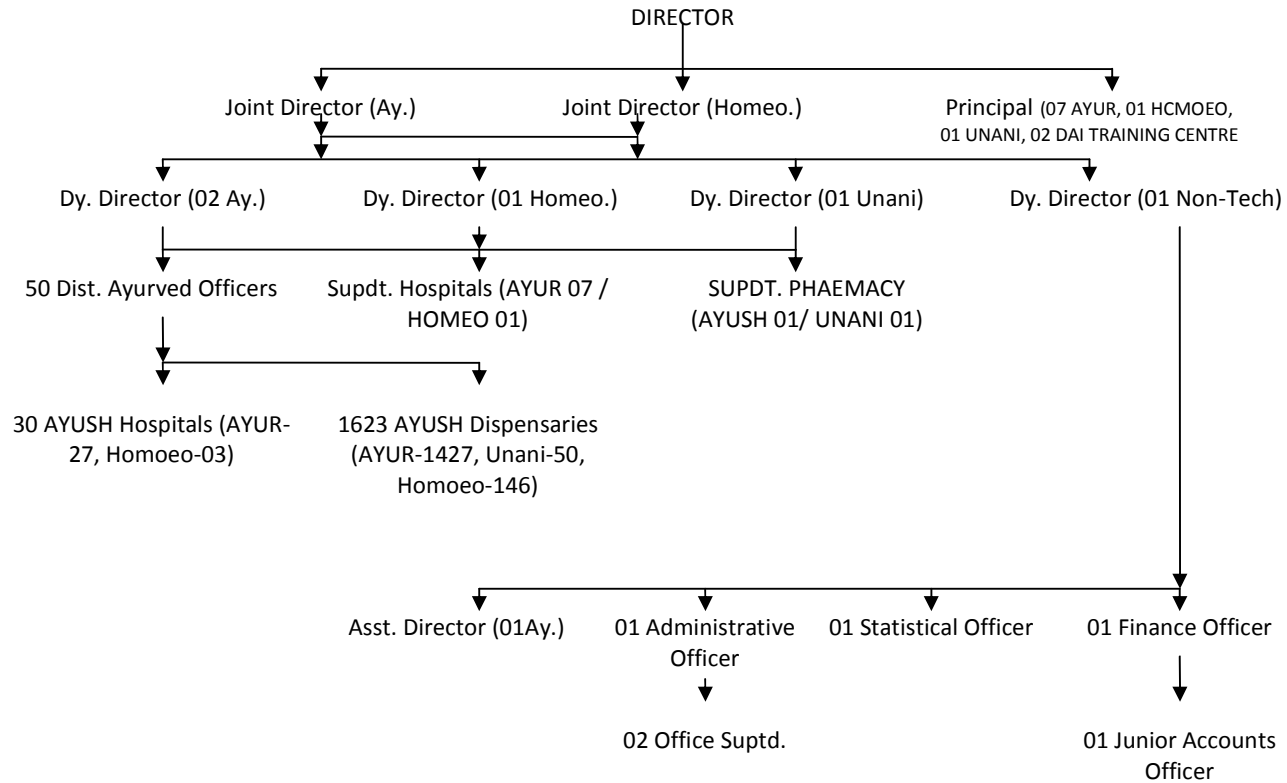 DIRECTOR
Joint Director (Ay.)
Joint Director (Homeo.)
Principal (07 AYUR, 01 HCMOEO,
01 UNANI, 02 DAI TRAINING CENTRE
Dy. Director (02 Ay.)
Dy. Director (01 Homeo.)
Dy. Director (01 Unani)
Dy. Director (01 Non-Tech)
50 Dist. Ayurved Officers
Supdt. Hospitals (AYUR 07 /
HOMEO 01)
SUPDT. PHAEMACY
(AYUSH 01/ UNANI 01)
30 AYUSH Hospitals (AYUR-
27, Homoeo-03)
1623 AYUSH Dispensaries
(AYUR-1427, Unani-50,
Homoeo-146)
Asst. Director (01Ay.)
01 Administrative
Officer
01 Statistical Officer
01 Finance Officer
02 Office Suptd.
01 Junior Accounts
Officer